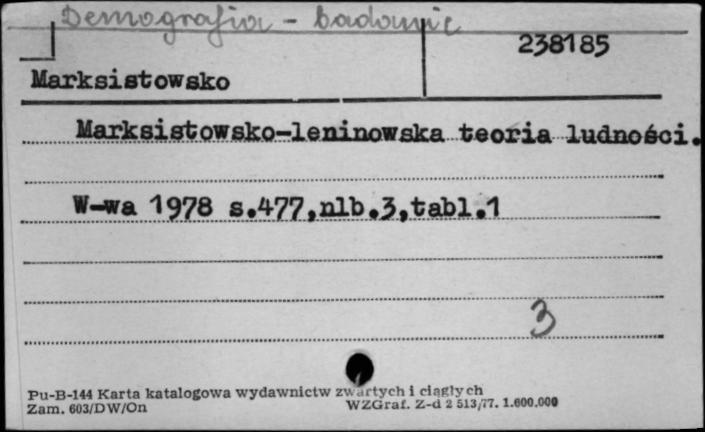 Demografia - badanie
238185
Marksistowsko
Marksistowsko-leninowska teoria ludności.
W-wa 1978 s.477,nlb.3,tabl.1
3
Pu-B-144 Karta katalogowa wydawnictw zwartych i ciągłych
Zam. 603/DW/On WZGraf. Z-d 2 513/77. 1.600.000